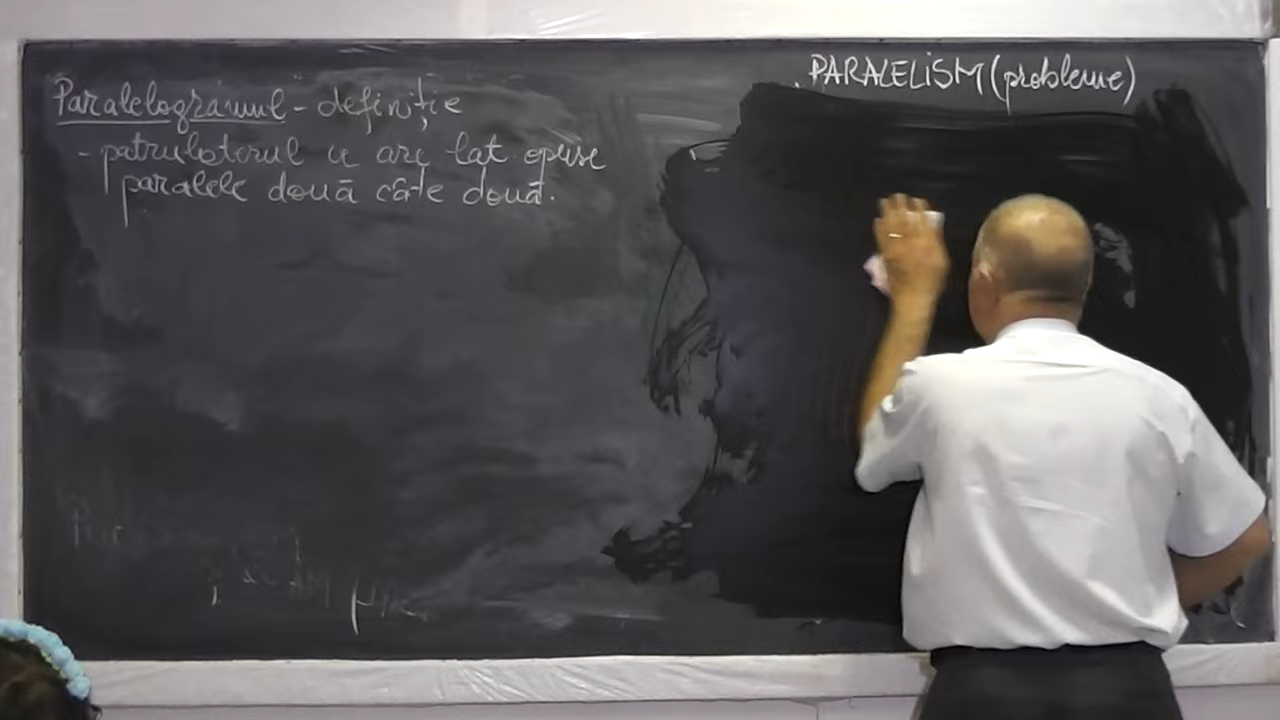 Paralelogramul - definiție
- patrulaterul ce are lat. opuse
paralele două câte două.
PARALELISM (probleme)